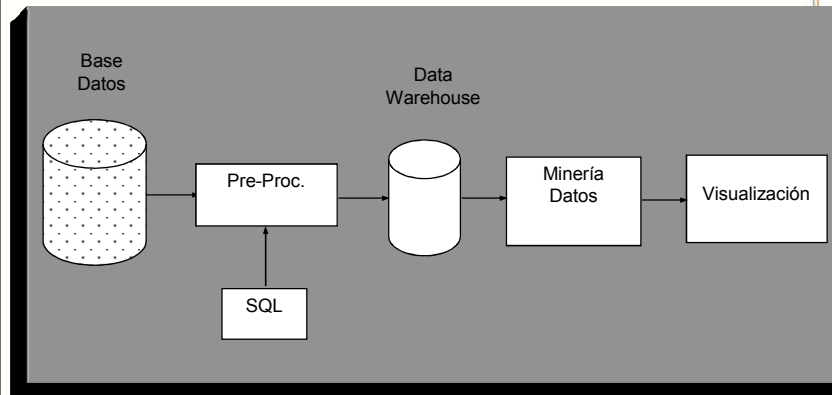 Base
Datos
Data
Warehouse
Pre-Proc.
Minería
Datos
Visualización
SQL